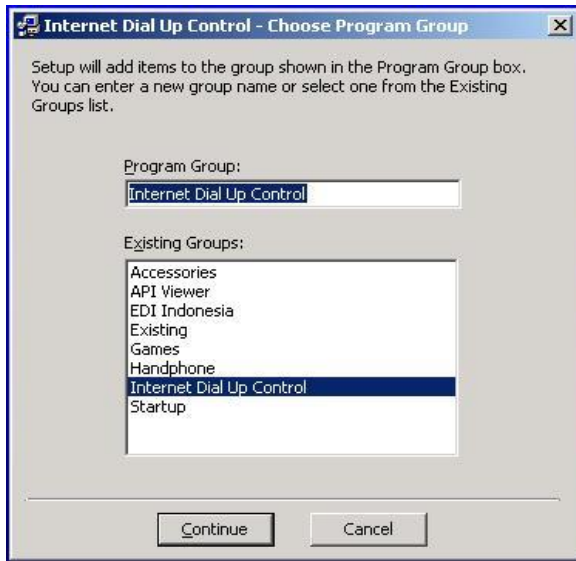 Internet Dial Up Control - Choose Program Group
Setup will add items to the group shown in the Program Group box.
You can enter a new group name or select one from the Existing
Groups list.
Program Group:
Internet Dial Up Control
Existing Groups:
Accessories
API Viewer
EDI Indonesia
Existing
Games
Handphone
Internet Dial Up Control
Startup
Continue
Cancel